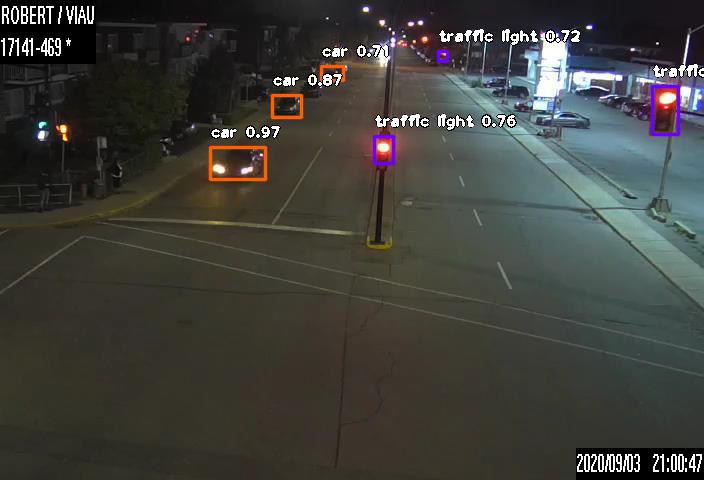 ROBERT / VIAU
17141-469 *
traffic light 0.72
car 0.71
traffic
car 0.87
traffic light 0.76
car 0.97
2020/09/03 21:00:47